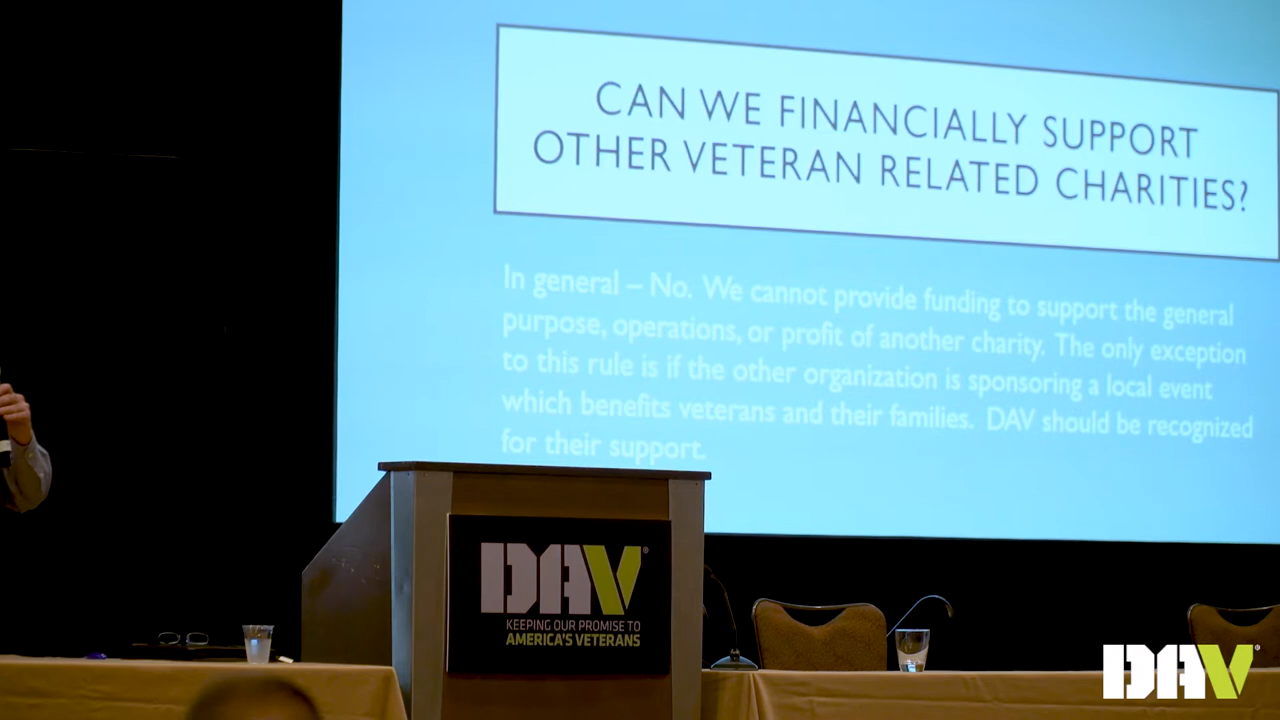 CAN WE FINANCIALLY SUPPORT
OTHER VETERAN RELATED CHARITIES?
In general – No. We cannot provide funding to support the general
purpose, operations, or profit of another charity. The only exception
to this rule is if the other organization is sponsoring a local event
which benefits veterans and their families. DAV should be recognized
for their support.
DAV®
KEEPING OUR PROMISE TO
AMERICA'S VETERANS
DAV®